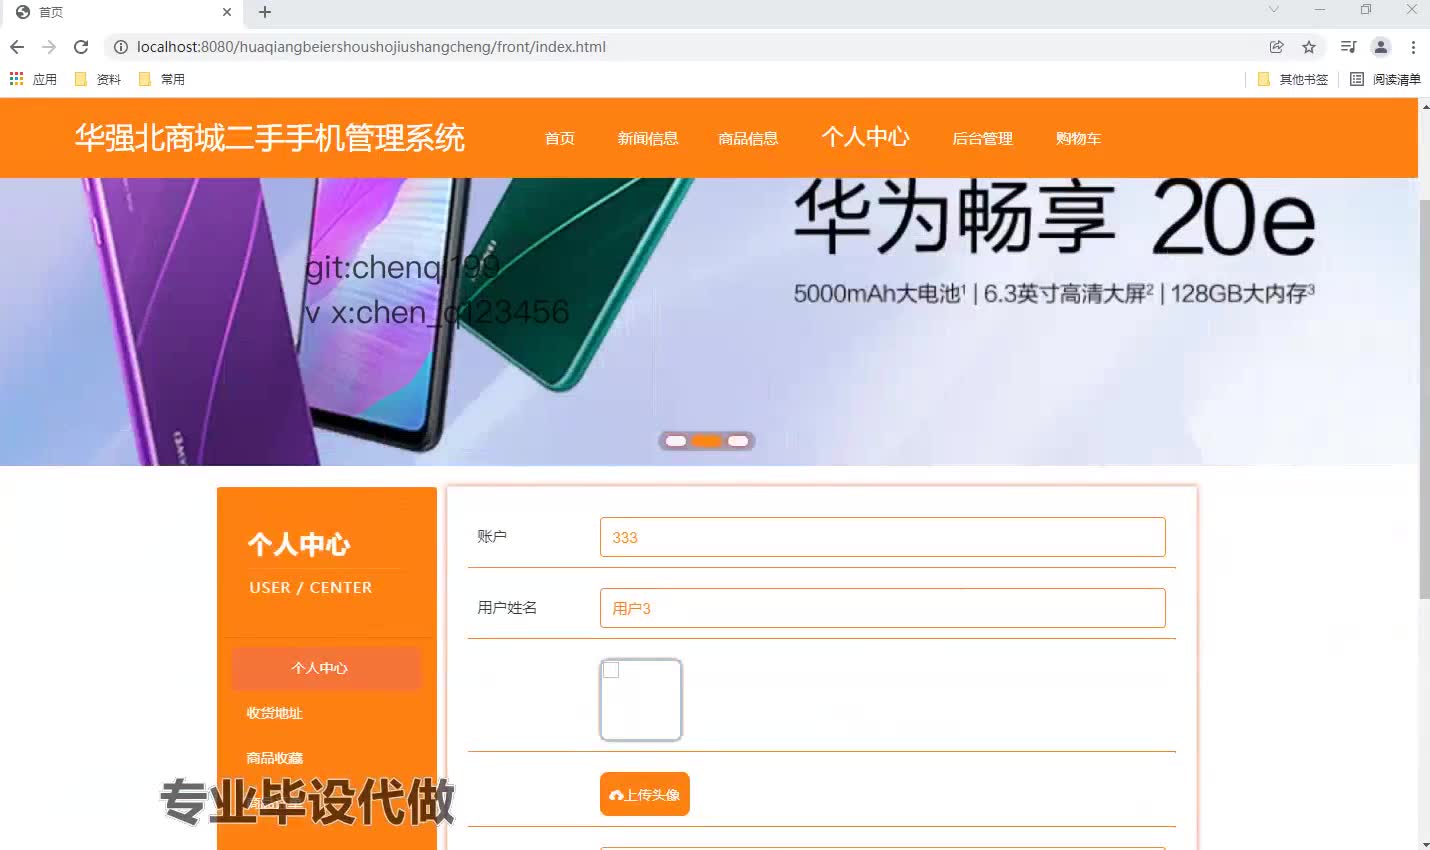 首页
localhost:8080/huaqiangbeiershoushojiushangcheng/front/index.html
应用 资料 常用 其他书签 阅读清单
华强北商城二手手机管理系统 首页 新闻信息 商品信息 个人中心 后台管理 购物车
华为畅享 20e
git:chenqi199
5000mAh大电池¹ | 6.3英寸高清大屏² | 128GB大内存³
v x:chen_q123456
个人中心
USER / CENTER
个人中心
收货地址
商品收藏
专业毕设代做
账户 333
用户姓名 用户3
上传头像